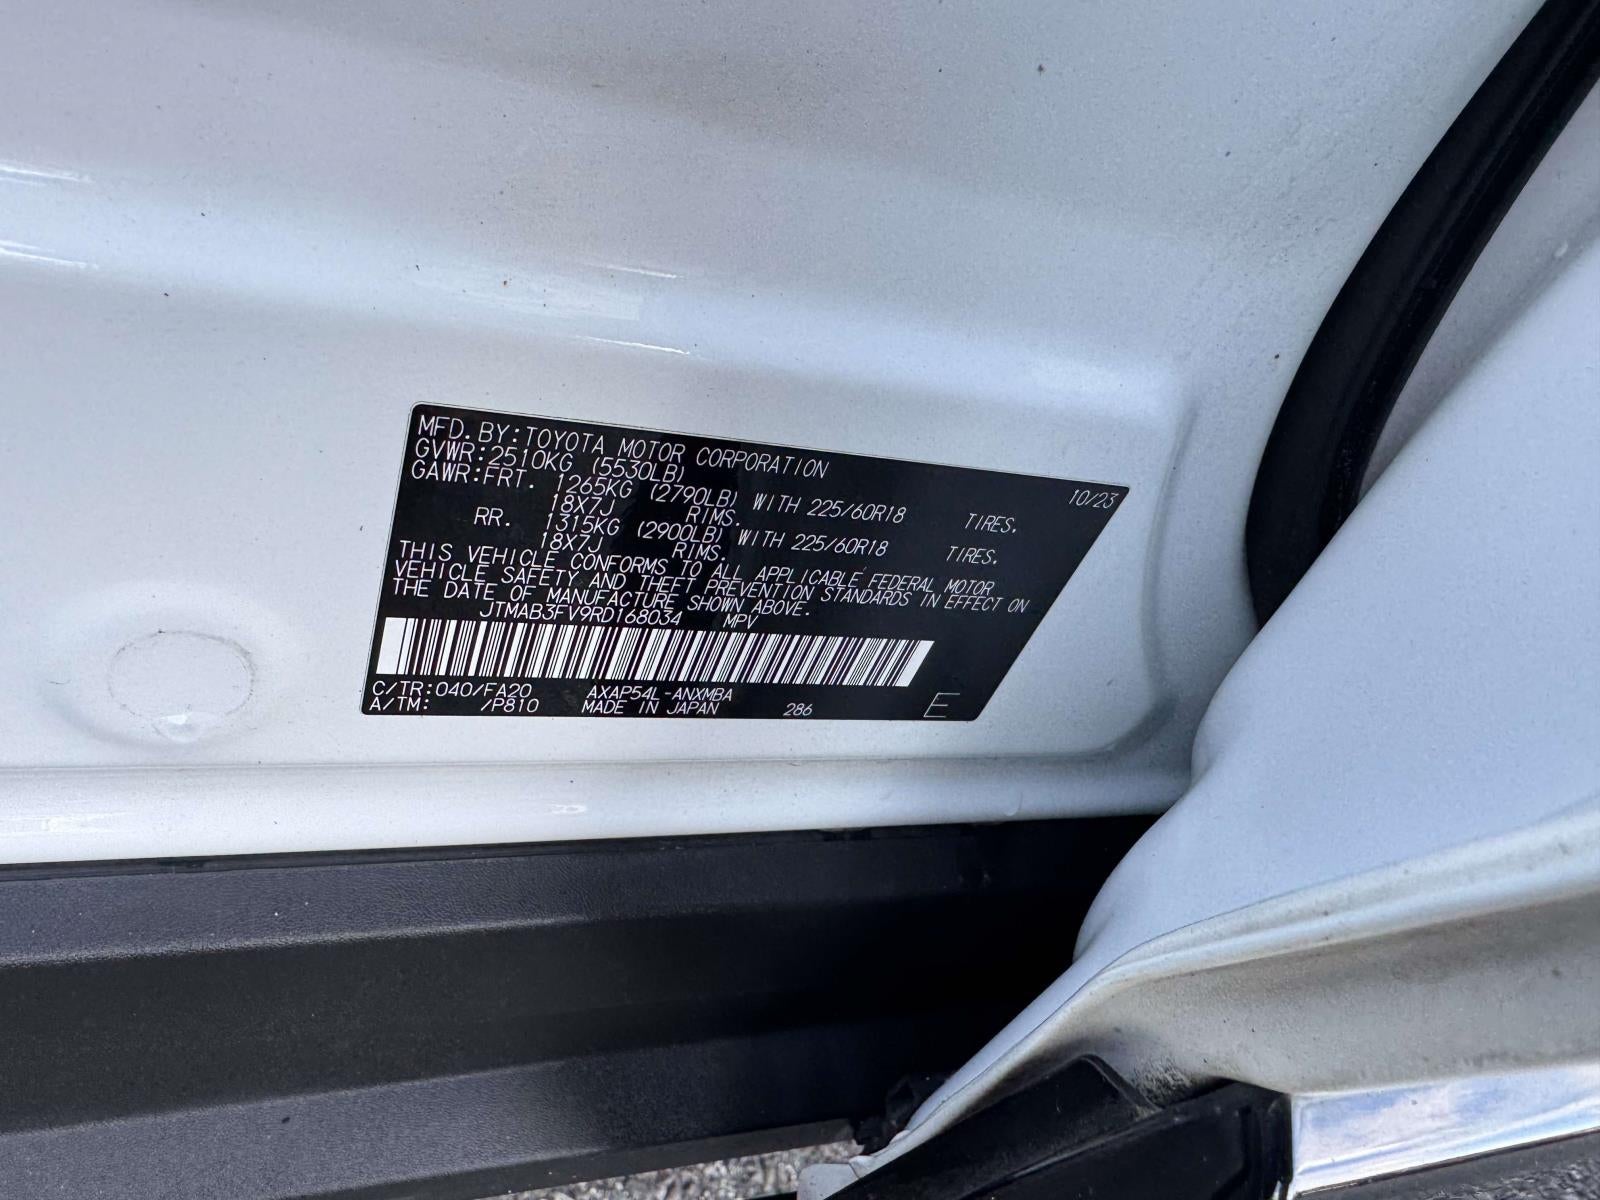 MFD.BY:TOYOTA MOTOR CORPORATION 10/23
GVWR:2510KG (5530LB)
GAWR:FRT. 1265KG (2790LB) WITH 225/60R18 TIRES,
18X7J RIMS.
RR. 1315KG (2900LB) WITH 225/60R18 TIRES,
18X7J RIMS.
THIS VEHICLE CONFORMS TO ALL APPLICABLE FEDERAL MOTOR
VEHICLE SAFETY AND THEFT PREVENTION STANDARDS IN EFFECT ON
THE DATE OF MANUFACTURE SHOWN ABOVE.
JTMAB3FV9RD168034 MPV
C/TR:040/FA20 AXAP54L-ANXMBA
A/TM: /P810 MADE IN JAPAN 286 E